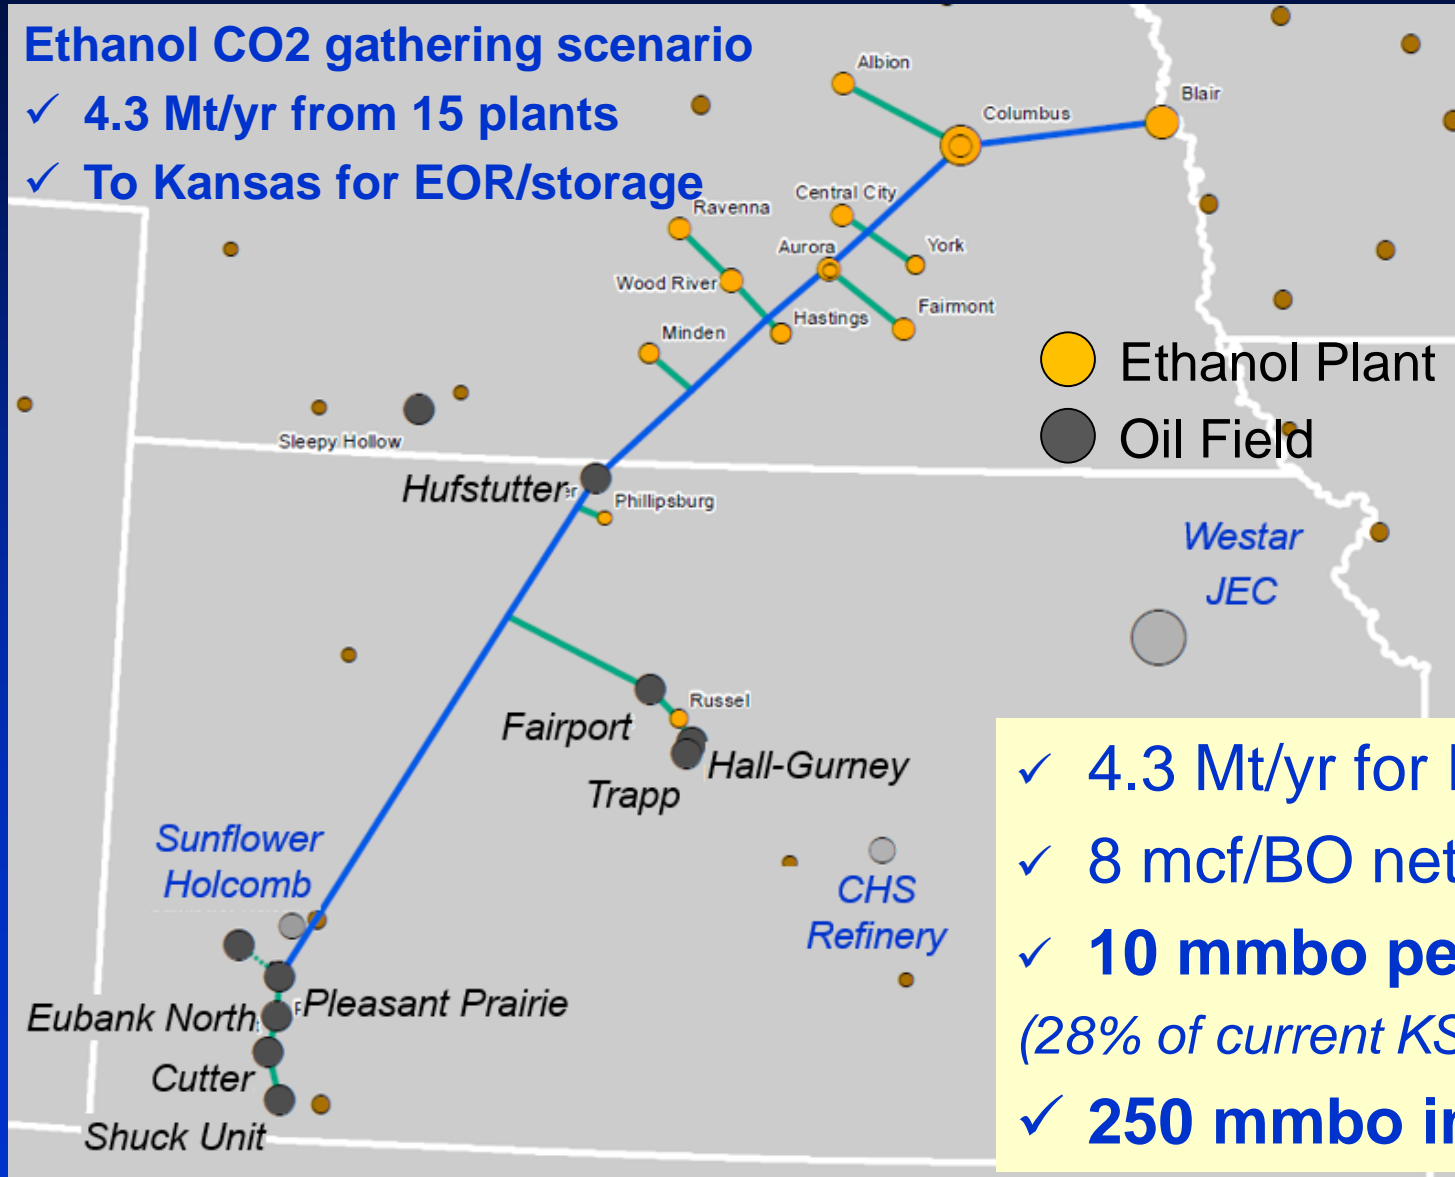 Ethanol CO2 gathering scenario
✓ 4.3 Mt/yr from 15 plants
✓ To Kansas for EOR/storage
Albion
Columbus
Blair
Ravenna
Central City
Aurora
York
Wood River
Hastings
Fairmont
Minden
Ethanol Plant
Oil Field
Sleepy Hollow
Hufstutter
Phillipsburg
Westar
JEC
Russel
Fairport
Hall-Gurney
Trapp
Sunflower
Holcomb
CHS
Refinery
Pleasant Prairie
Eubank North
Cutter
Shuck Unit
✓ 4.3 Mt/yr for
✓ 8 mcf/BO net
✓ 10 mmbo pe
(28% of current KS
✓ 250 mmbo in